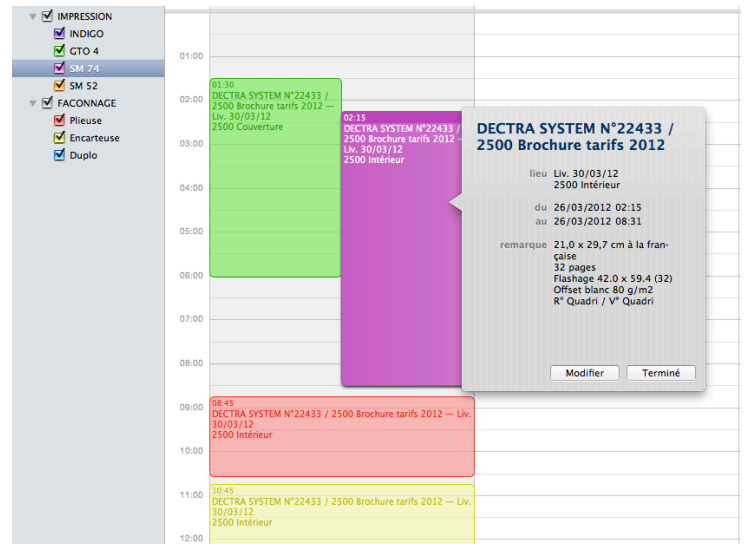 IMPRESSION
INDIGO
GTO 4
SM 74
SM 52
FACONNAGE
Plieuse
Encarteuse
Duplo
01:00
02:00
03:00
04:00
05:00
06:00
07:00
08:00
09:00
10:00
11:00
12:00
01:30
DECTRA SYSTEM N°22433 /
2500 Brochure tarifs 2012 —
Liv. 30/03/12
2500 Couverture
02:15
DECTRA SYSTEM N°22433 /
2500 Brochure tarifs 2012 —
Liv. 30/03/12
2500 Intérieur
DECTRA SYSTEM N°22433 /
2500 Brochure tarifs 2012
lieu Liv. 30/03/12
2500 Intérieur
du 26/03/2012 02:15
au 26/03/2012 08:31
remarque 21,0 x 29,7 cm à la fran-
çaise
32 pages
Flashage 42.0 x 59.4 (32)
Offset blanc 80 g/m2
R° Quadri / V° Quadri
Modifier Terminé
08:45
DECTRA SYSTEM N°22433 / 2500 Brochure tarifs 2012 — Liv.
30/03/12
2500 Intérieur
10:45
DECTRA SYSTEM N°22433 / 2500 Brochure tarifs 2012 — Liv.
30/03/12
2500 Intérieur